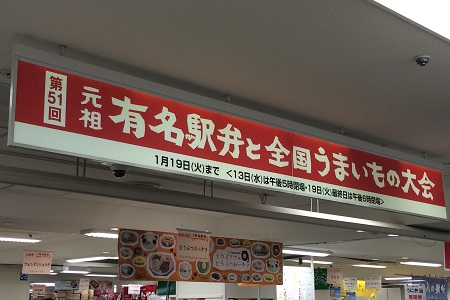 第51回
元祖
有名駅弁と全国うまいもの大会
1月19日(火)まで <13日(水)は午後5時閉場・19日(火)最終日は午後6時閉場>